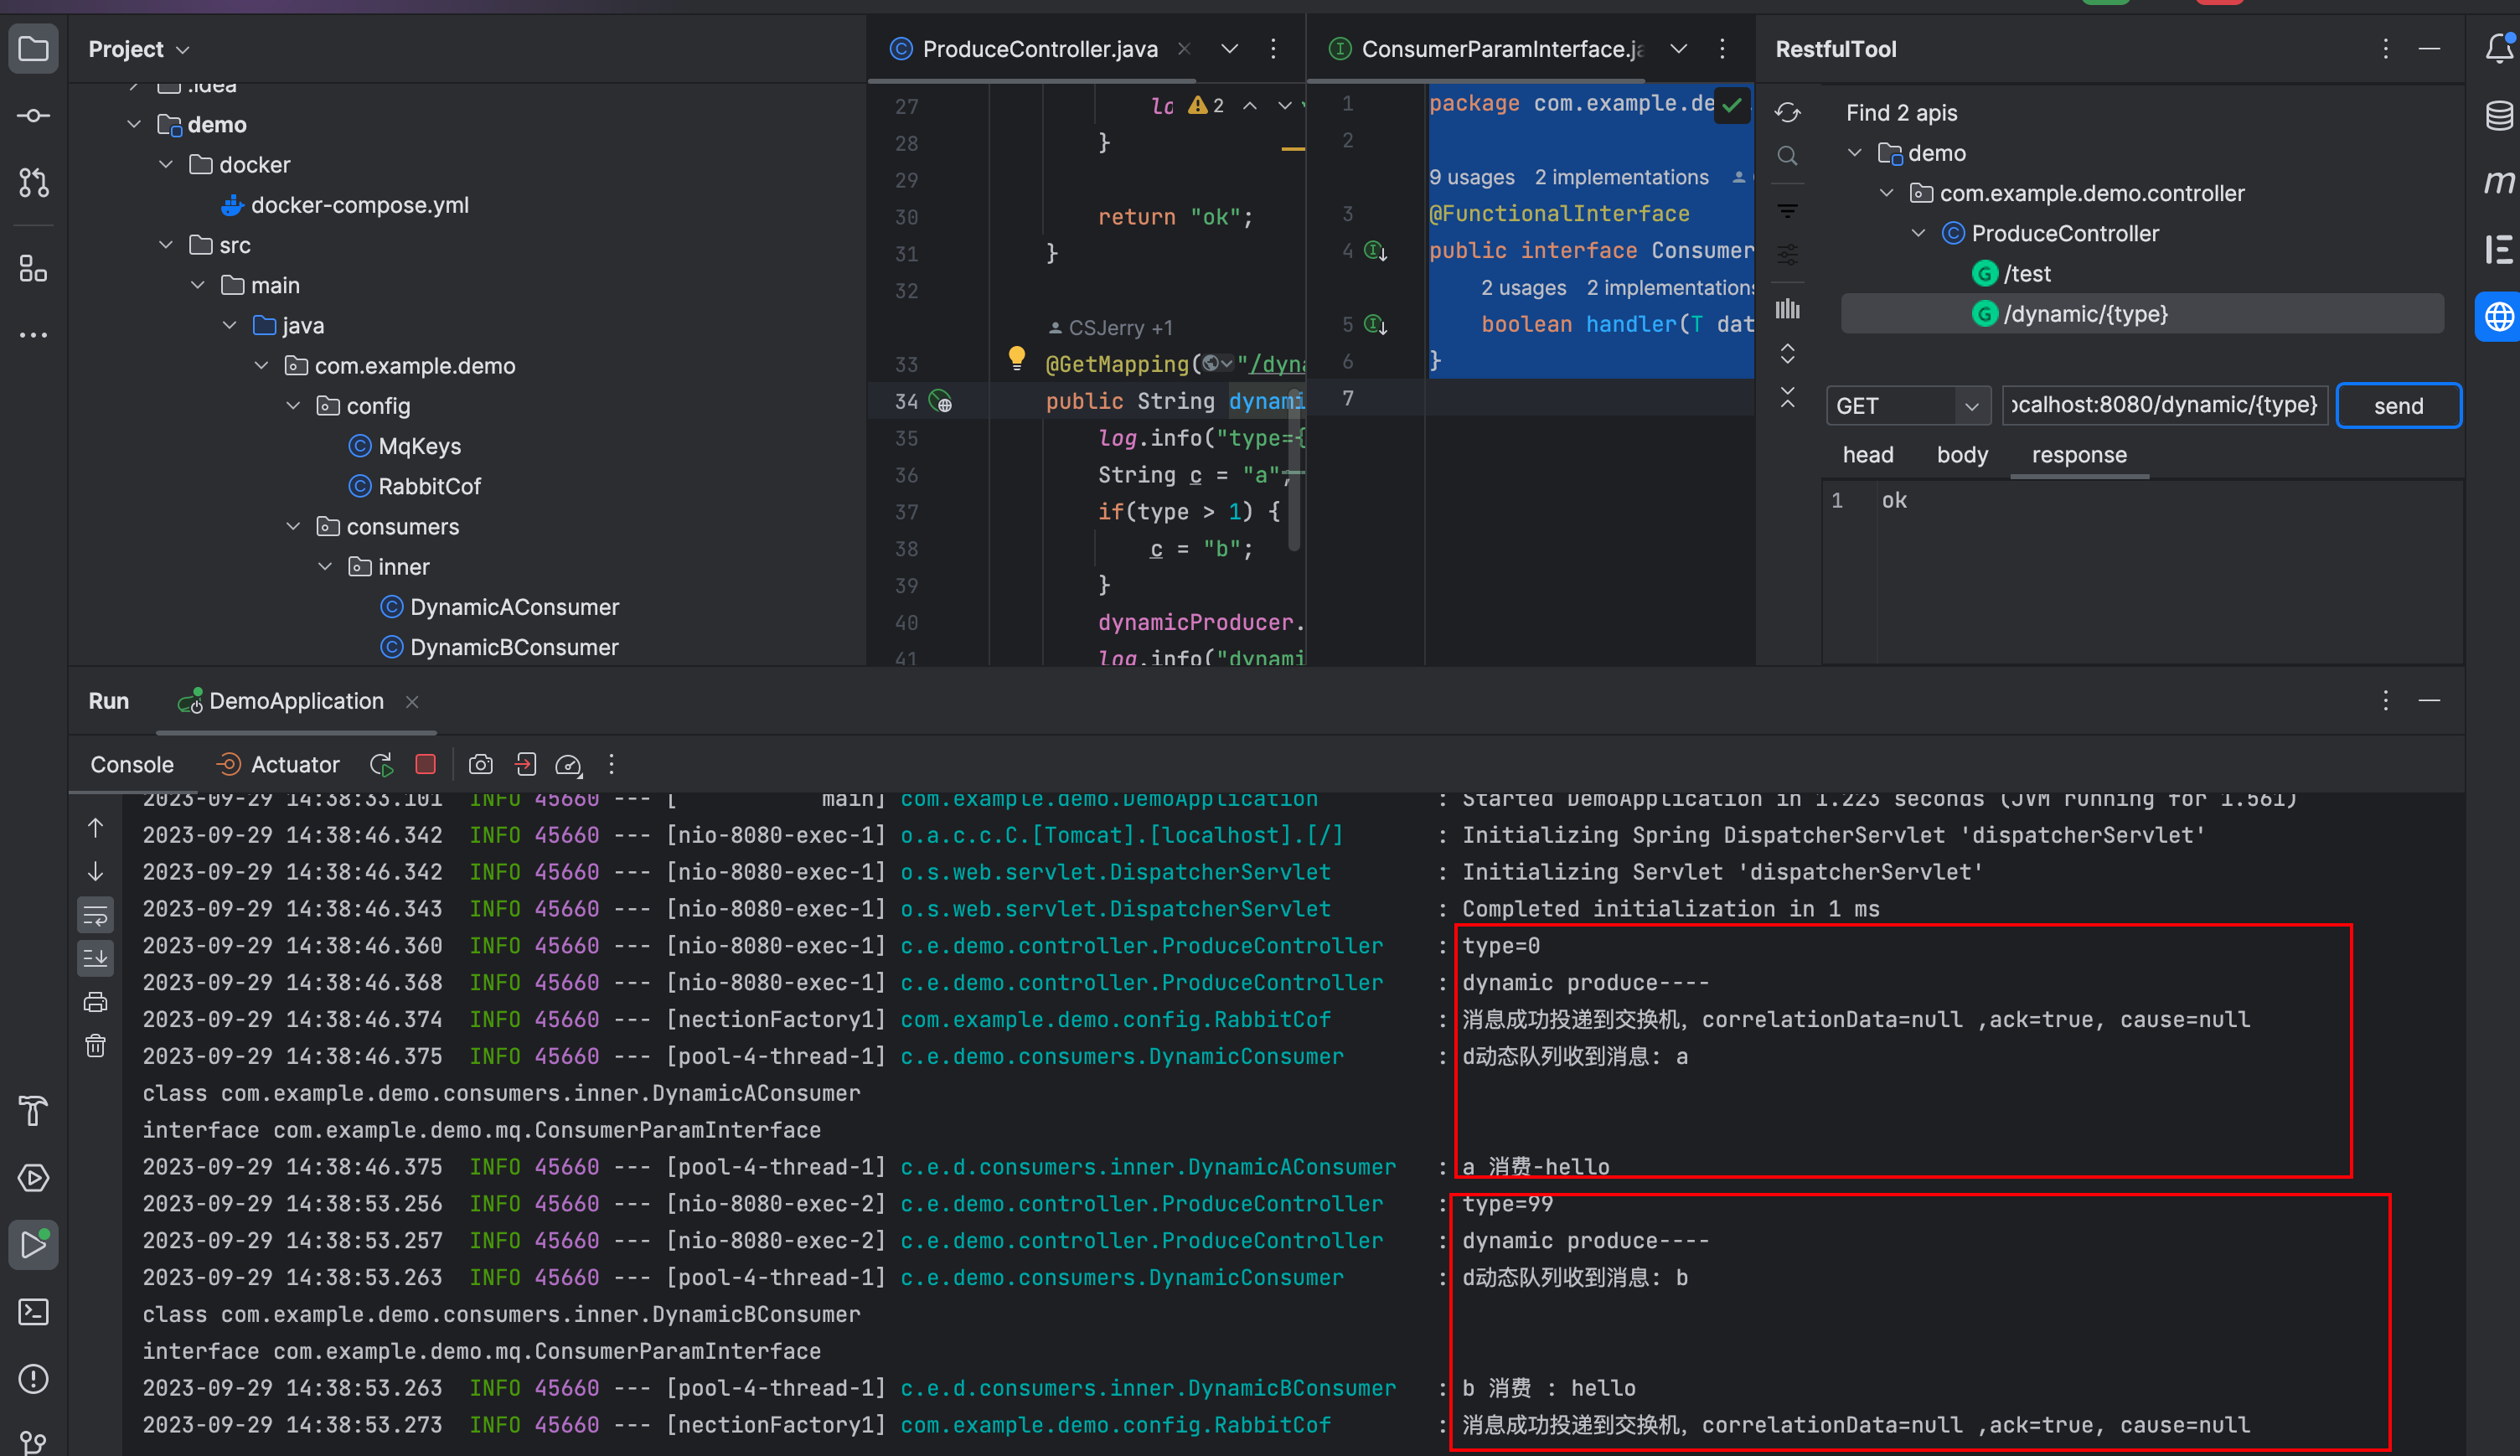 Project
.idea
demo
docker
docker-compose.yml
src
main
java
com.example.demo
config
MqKeys
RabbitCof
consumers
inner
DynamicAConsumer
DynamicBConsumer
ProduceController.java
27 lo 2
28 }
29
30 return "ok";
31 }
32
CSJerry +1
33 @GetMapping("/dyna
34 public String dynami
35 log.info("type={
36 String c = "a";
37 if(type > 1) {
38 c = "b";
39 }
40 dynamicProducer.
41 log.info("dynami
ConsumerParamInterface.ja
1 package com.example.de
2
9 usages 2 implementations
3 @FunctionalInterface
4 public interface Consumer
2 usages 2 implementations
5 boolean handler(T dat
6 }
7
RestfulTool
Find 2 apis
demo
com.example.demo.controller
ProduceController
G /test
G /dynamic/{type}
GET ocalhost:8080/dynamic/{type} send
head body response
1 ok
Run DemoApplication
Console Actuator
2023-09-29 14:38:33.101 INFO 45660 --- [ main] com.example.demo.DemoApplication : Started DemoApplication in 1.223 seconds (JVM running for 1.561)
2023-09-29 14:38:46.342 INFO 45660 --- [nio-8080-exec-1] o.a.c.c.C.[Tomcat].[localhost].[/] : Initializing Spring DispatcherServlet 'dispatcherServlet'
2023-09-29 14:38:46.342 INFO 45660 --- [nio-8080-exec-1] o.s.web.servlet.DispatcherServlet : Initializing Servlet 'dispatcherServlet'
2023-09-29 14:38:46.343 INFO 45660 --- [nio-8080-exec-1] o.s.web.servlet.DispatcherServlet : Completed initialization in 1 ms
2023-09-29 14:38:46.360 INFO 45660 --- [nio-8080-exec-1] c.e.demo.controller.ProduceController : type=0
2023-09-29 14:38:46.368 INFO 45660 --- [nio-8080-exec-1] c.e.demo.controller.ProduceController : dynamic produce----
2023-09-29 14:38:46.374 INFO 45660 --- [nectionFactory1] com.example.demo.config.RabbitCof : 消息成功投递到交换机，correlationData=null ,ack=true, cause=null
2023-09-29 14:38:46.375 INFO 45660 --- [pool-4-thread-1] c.e.demo.consumers.DynamicConsumer : d动态队列收到消息: a
class com.example.demo.consumers.inner.DynamicAConsumer
interface com.example.demo.mq.ConsumerParamInterface
2023-09-29 14:38:46.375 INFO 45660 --- [pool-4-thread-1] c.e.d.consumers.inner.DynamicAConsumer : a 消费-hello
2023-09-29 14:38:53.256 INFO 45660 --- [nio-8080-exec-2] c.e.demo.controller.ProduceController : type=99
2023-09-29 14:38:53.257 INFO 45660 --- [nio-8080-exec-2] c.e.demo.controller.ProduceController : dynamic produce----
2023-09-29 14:38:53.263 INFO 45660 --- [pool-4-thread-1] c.e.demo.consumers.DynamicConsumer : d动态队列收到消息: b
class com.example.demo.consumers.inner.DynamicBConsumer
interface com.example.demo.mq.ConsumerParamInterface
2023-09-29 14:38:53.263 INFO 45660 --- [pool-4-thread-1] c.e.d.consumers.inner.DynamicBConsumer : b 消费 : hello
2023-09-29 14:38:53.273 INFO 45660 --- [nectionFactory1] com.example.demo.config.RabbitCof : 消息成功投递到交换机，correlationData=null ,ack=true, cause=null